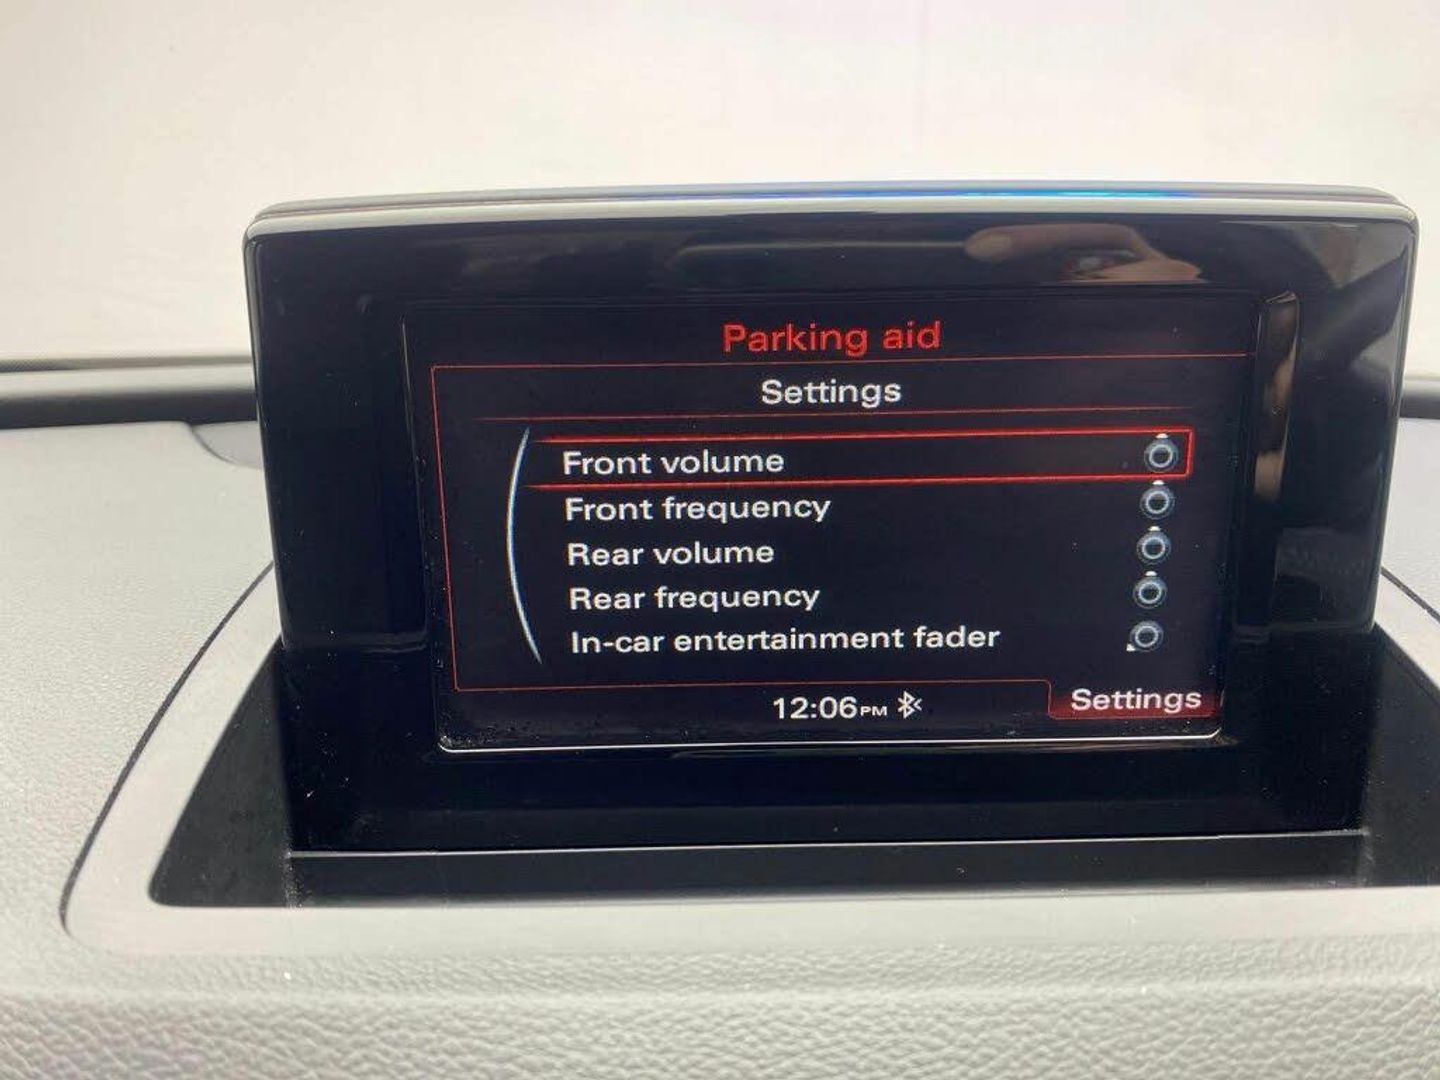 Parking aid
Settings
Front volume
Front frequency
Rear volume
Rear frequency
In-car entertainment fader
12:06PM
Settings